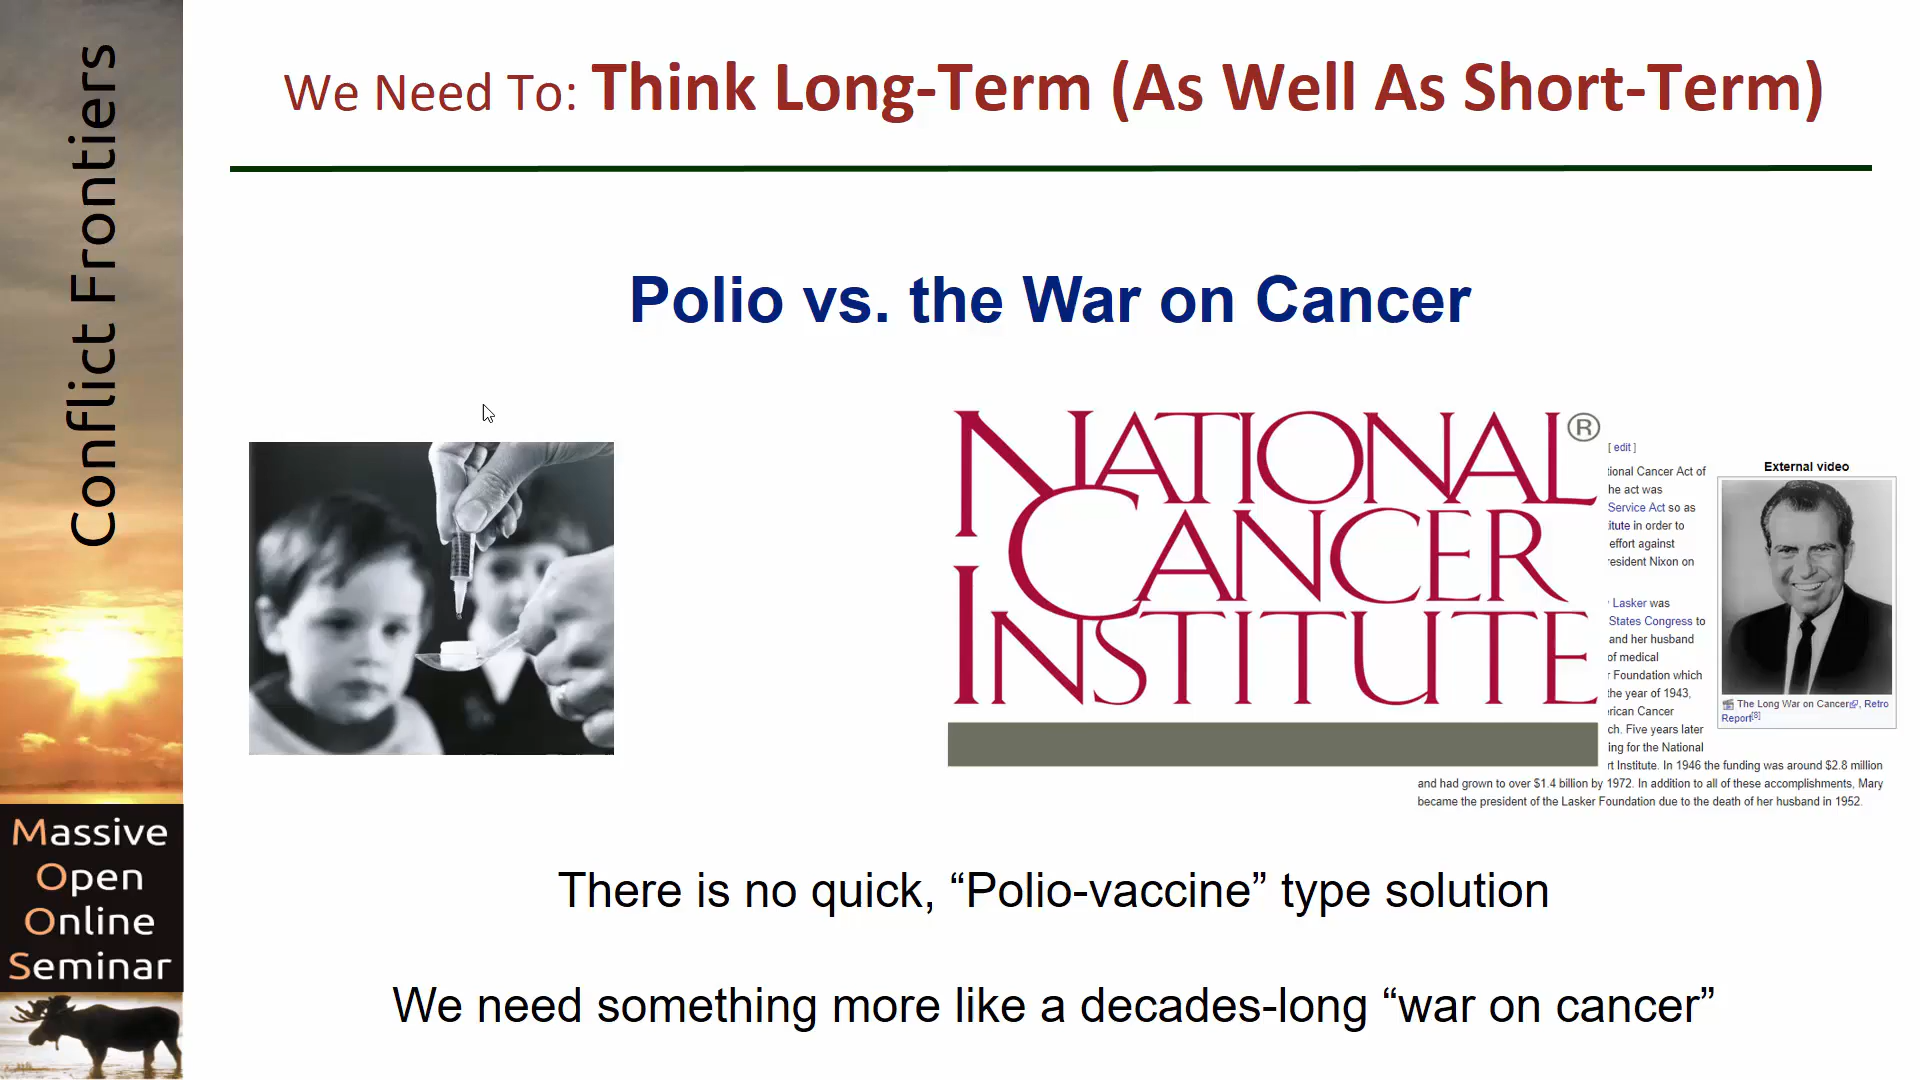 Conflict Frontiers
Massive
Open
Online
Seminar
We Need To: Think Long-Term (As Well As Short-Term)
Polio vs. the War on Cancer
NATIONAL®
CANCER
INSTITUTE
[ edit ]
Cancer Act of
act was
Service Act so as
in order to
effort against
Nixon on
Lasker was
States Congress to
and her husband
of medical
Foundation which
the year of 1943,
Cancer
Five years later
for the National
Institute. In 1946 the funding was around $2.8 million
and had grown to over $1.4 billion by 1972. In addition to all of these accomplishments, Mary
became the president of the Lasker Foundation due to the death of her husband in 1952.
External video
The Long War on Cancer, Retro
Report[8]
There is no quick, “Polio-vaccine” type solution
We need something more like a decades-long “war on cancer”